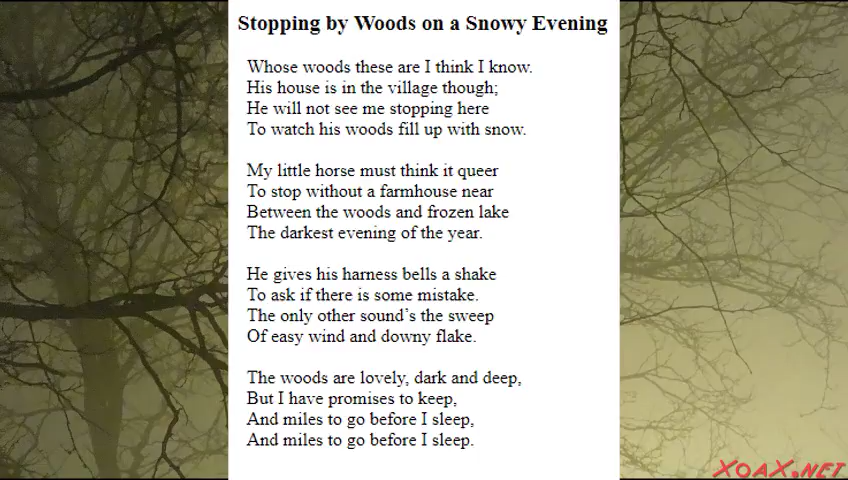 Stopping by Woods on a Snowy Evening
Whose woods these are I think I know.
His house is in the village though;
He will not see me stopping here
To watch his woods fill up with snow.
My little horse must think it queer
To stop without a farmhouse near
Between the woods and frozen lake
The darkest evening of the year.
He gives his harness bells a shake
To ask if there is some mistake.
The only other sound’s the sweep
Of easy wind and downy flake.
The woods are lovely, dark and deep,
But I have promises to keep,
And miles to go before I sleep,
And miles to go before I sleep.
XOAX.NET